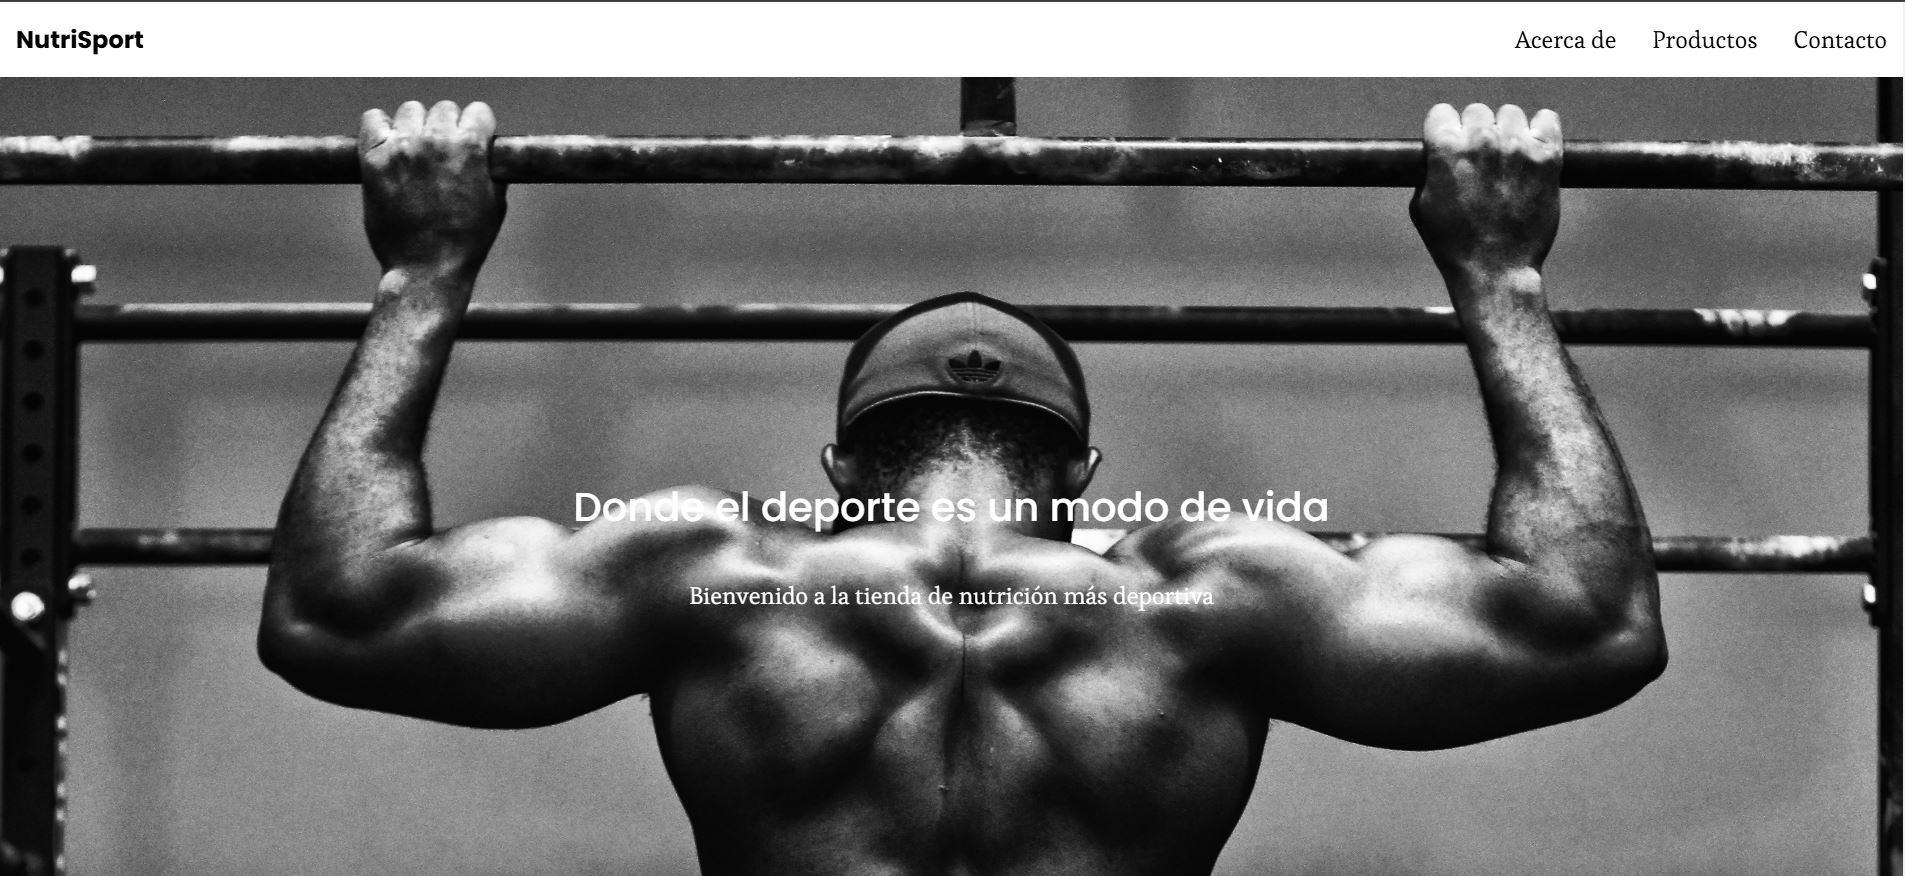 NutriSport
Acerca de
Productos
Contacto
Donde el deporte es un modo de vida
Bienvenido a la tienda de nutrición más deportiva